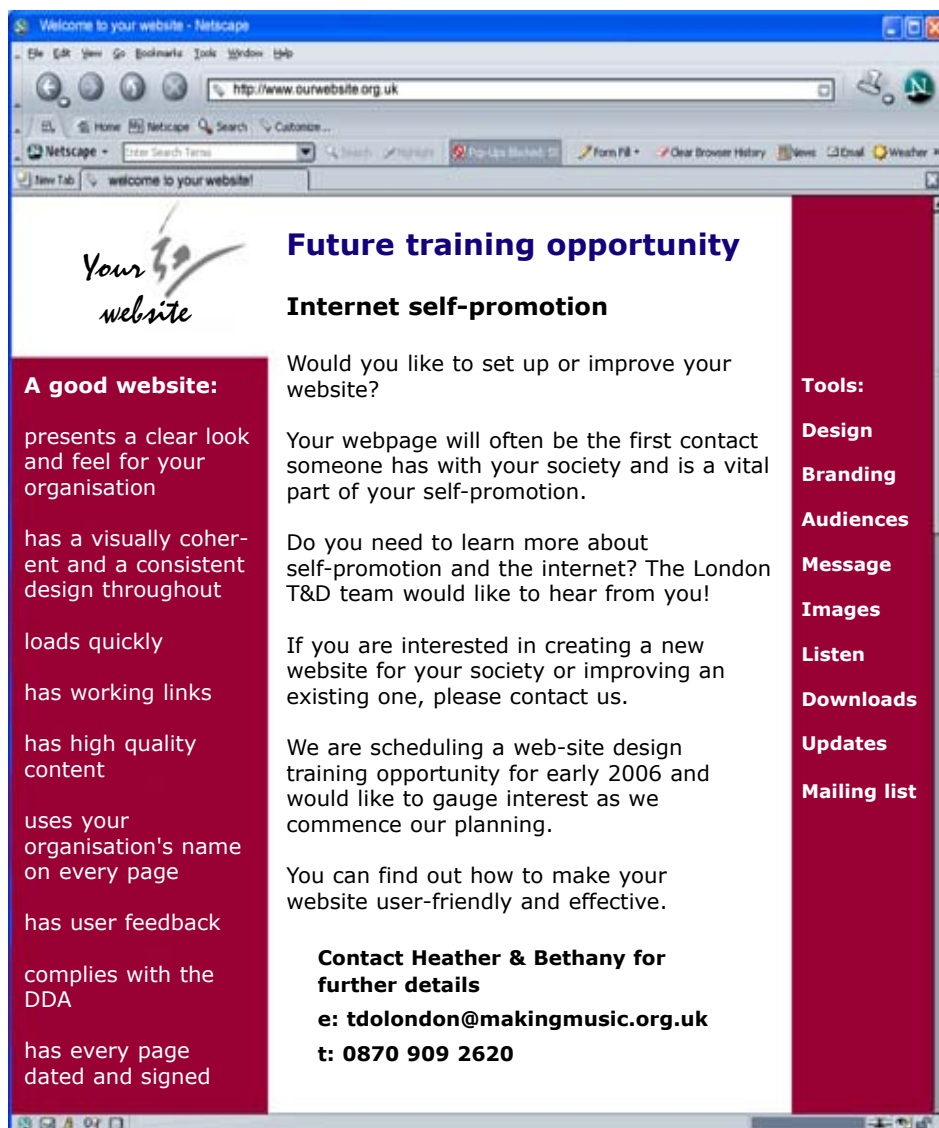 Welcome to your website - Netscape
File Edit View Go Bookmarks Tools Window Help
http://www.ourwebsite.org.uk
Home Netscape Search Customize...
Netscape Enter Search Terms Search Highlight Form Fill Clear Browser History News Email Weather
New Tab welcome to your website!
Your
website
A good website:
presents a clear look
and feel for your
organisation
has a visually coher-
ent and a consistent
design throughout
loads quickly
has working links
has high quality
content
uses your
organisation's name
on every page
has user feedback
complies with the
DDA
has every page
dated and signed
Future training opportunity
Internet self-promotion
Would you like to set up or improve your
website?
Your webpage will often be the first contact
someone has with your society and is a vital
part of your self-promotion.
Do you need to learn more about
self-promotion and the internet? The London
T&D team would like to hear from you!
If you are interested in creating a new
website for your society or improving an
existing one, please contact us.
We are scheduling a web-site design
training opportunity for early 2006 and
would like to gauge interest as we
commence our planning.
You can find out how to make your
website user-friendly and effective.
Contact Heather & Bethany for
further details
e: tdolondon@makingmusic.org.uk
t: 0870 909 2620
Tools:
Design
Branding
Audiences
Message
Images
Listen
Downloads
Updates
Mailing list